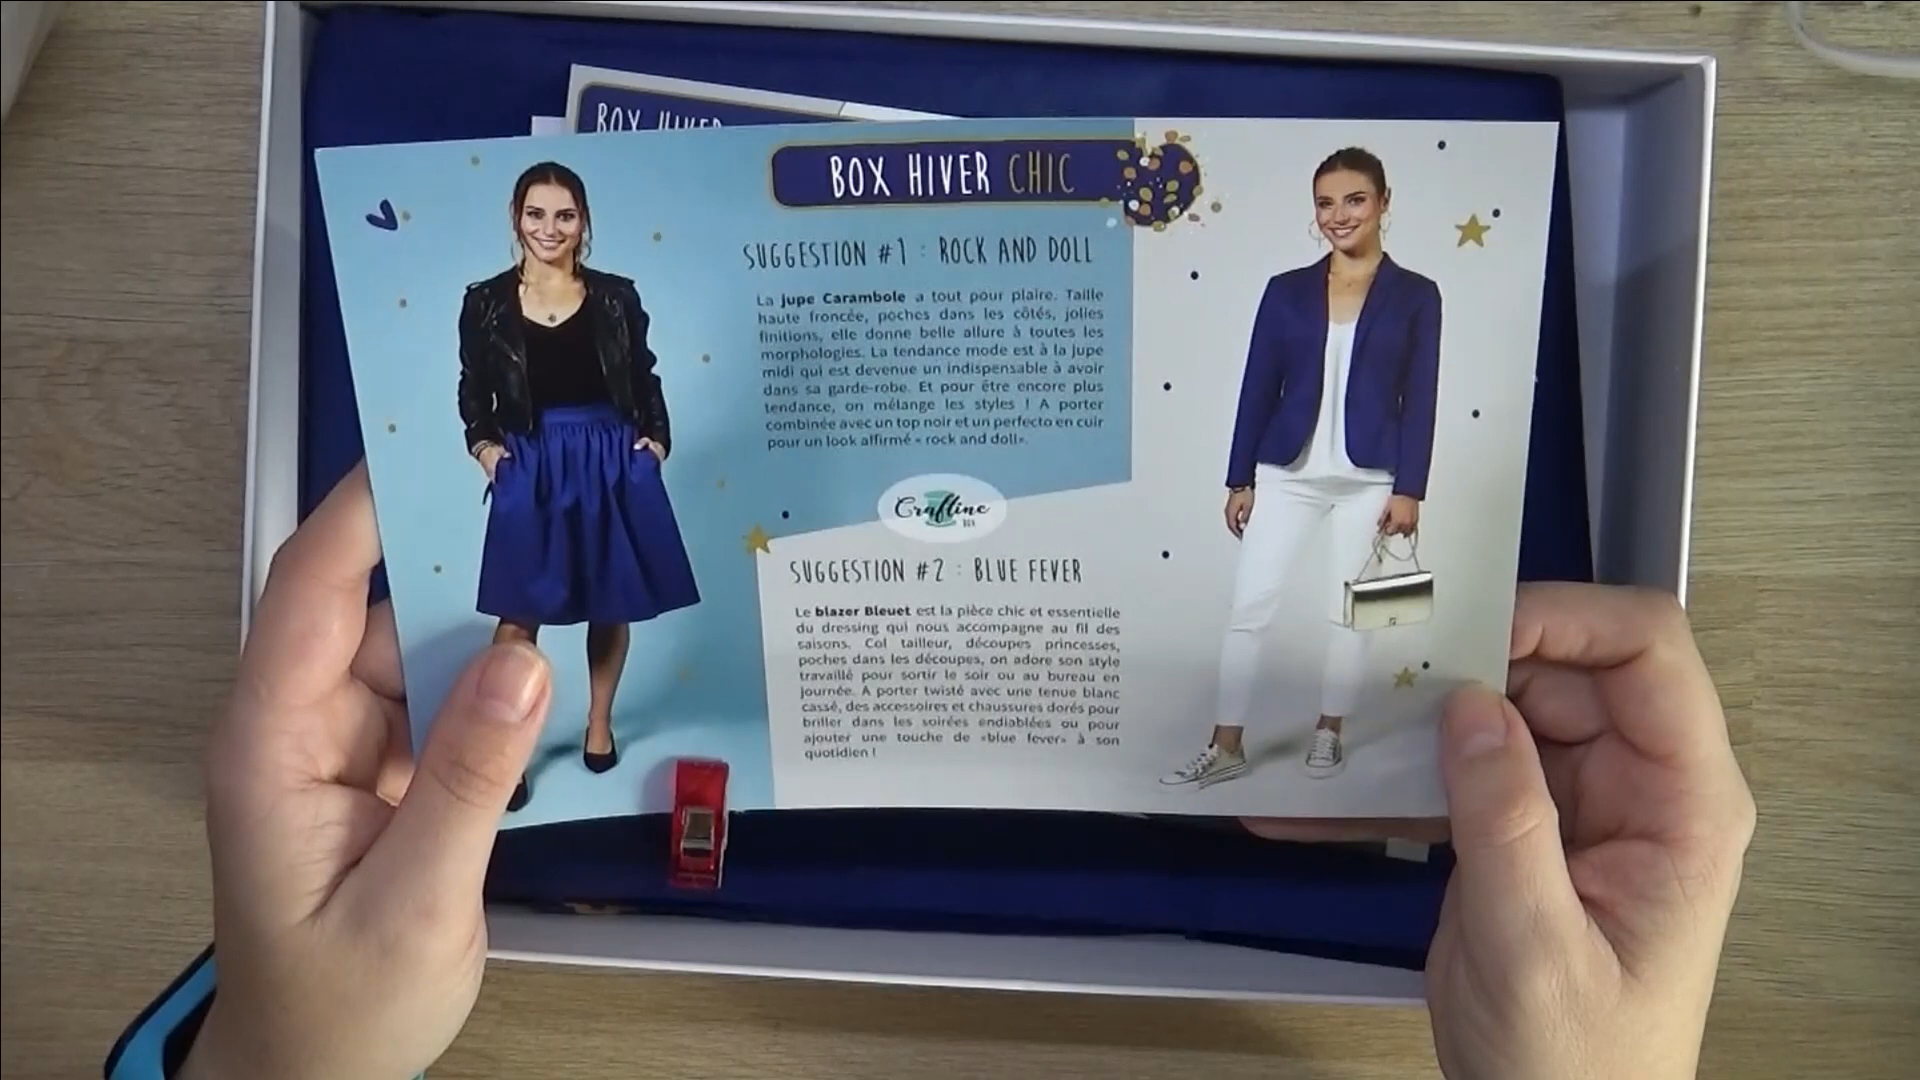 BOX HIVER
BOX HIVER CHIC
SUGGESTION #1 : ROCK AND DOLL
La jupe Carambole a tout pour plaire. Taille
haute froncée, poches dans les côtés, jolies
finitions, elle donne belle allure à toutes les
morphologies. La tendance mode est à la jupe
midi qui est devenue un indispensable à avoir
dans sa garde-robe. Et pour être encore plus
tendance, on mélange les styles ! A porter
combinée avec un top noir et un perfecto en cuir
pour un look affirmé « rock and doll».
Craftine
BOX
SUGGESTION #2 : BLUE FEVER
Le blazer Bleuet est la pièce chic et essentielle
du dressing qui nous accompagne au fil des
saisons. Col tailleur, découpes princesses,
poches dans les découpes, on adore son style
travaillé pour sortir le soir ou au bureau en
journée. A porter twisté avec une tenue blanc
cassé, des accessoires et chaussures dorés pour
briller dans les soirées endiablées ou pour
ajouter une touche de «blue fever» à son
quotidien !